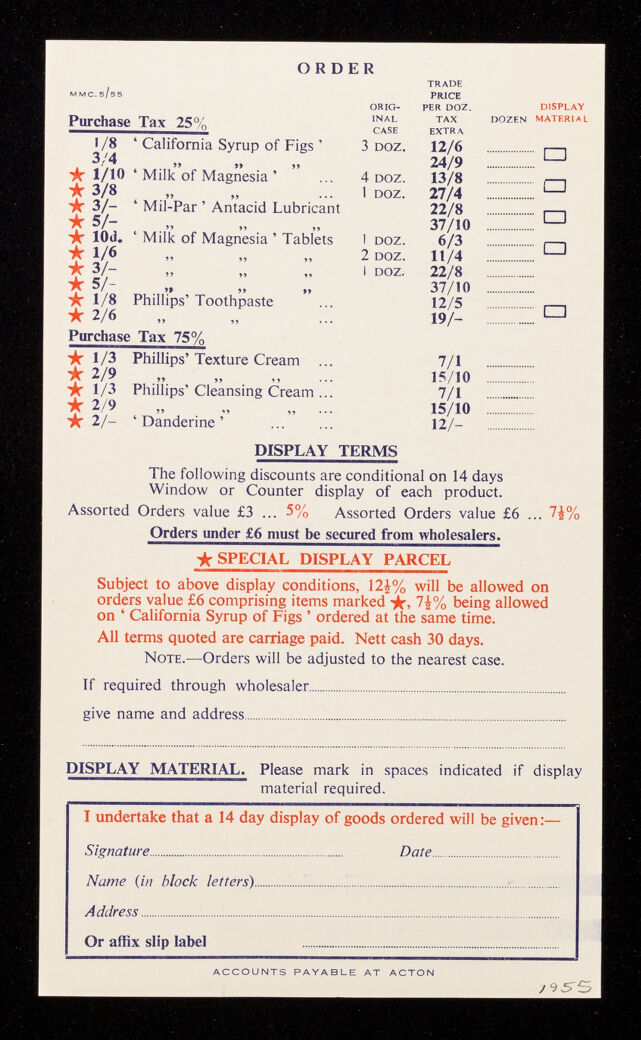 ORDER
MMC. 5/55
Purchase Tax 25%
ORIGINAL CASE
TRADE PRICE PER DOZ. TAX EXTRA
DOZEN
DISPLAY MATERIAL
1/8 ‘ California Syrup of Figs ’ 3 DOZ. 12/6
3/4 ,, ,, ,, 24/9
★ 1/10 ‘ Milk of Magnesia ’ ... 4 DOZ. 13/8
★ 3/8 ,, ,, ... 1 DOZ. 27/4
★ 3/– ‘ Mil-Par ’ Antacid Lubricant 22/8
★ 5/– ,, ,, ,, 37/10
★ 10d. ‘ Milk of Magnesia ’ Tablets 1 DOZ. 6/3
★ 1/6 ,, ,, ,, 2 DOZ. 11/4
★ 3/– ,, ,, ,, 1 DOZ. 22/8
★ 5/– ,, ,, ,, 37/10
★ 1/8 Phillips’ Toothpaste ... 12/5
★ 2/6 ,, ,, ... 19/–
Purchase Tax 75%
★ 1/3 Phillips’ Texture Cream ... 7/1
★ 2/9 ,, ,, ,, ... 15/10
★ 1/3 Phillips’ Cleansing Cream ... 7/1
★ 2/9 ,, ,, ,, ... 15/10
★ 2/– ‘ Danderine ’ ... ... 12/–
DISPLAY TERMS
The following discounts are conditional on 14 days
Window or Counter display of each product.
Assorted Orders value £3 ... 5% Assorted Orders value £6 ... 7½%
Orders under £6 must be secured from wholesalers.
★ SPECIAL DISPLAY PARCEL
Subject to above display conditions, 12½% will be allowed on
orders value £6 comprising items marked ★, 7½% being allowed
on ‘ California Syrup of Figs ’ ordered at the same time.
All terms quoted are carriage paid. Nett cash 30 days.
NOTE.—Orders will be adjusted to the nearest case.
If required through wholesaler
give name and address
DISPLAY MATERIAL. Please mark in spaces indicated if display
material required.
I undertake that a 14 day display of goods ordered will be given:—
Signature Date
Name (in block letters)
Address
Or affix slip label
ACCOUNTS PAYABLE AT ACTON
1955